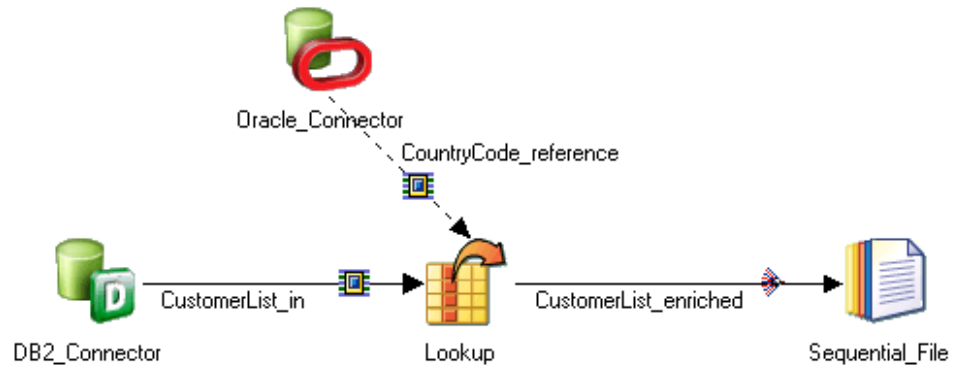 Oracle_Connector
CountryCode_reference
D
CustomerList_in
CustomerList_enriched
DB2_Connector
Lookup
Sequential_File